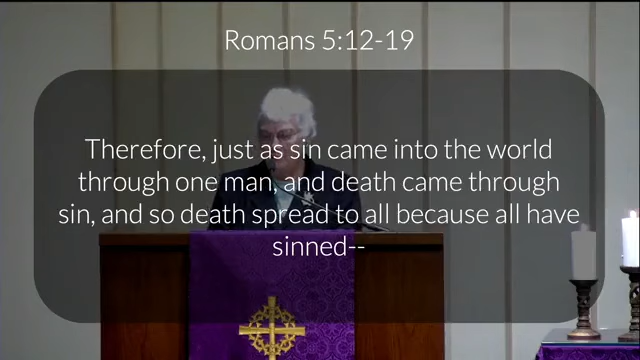 Romans 5:12-19
Therefore, just as sin came into the world
through one man, and death came through
sin, and so death spread to all because all have
sinned--